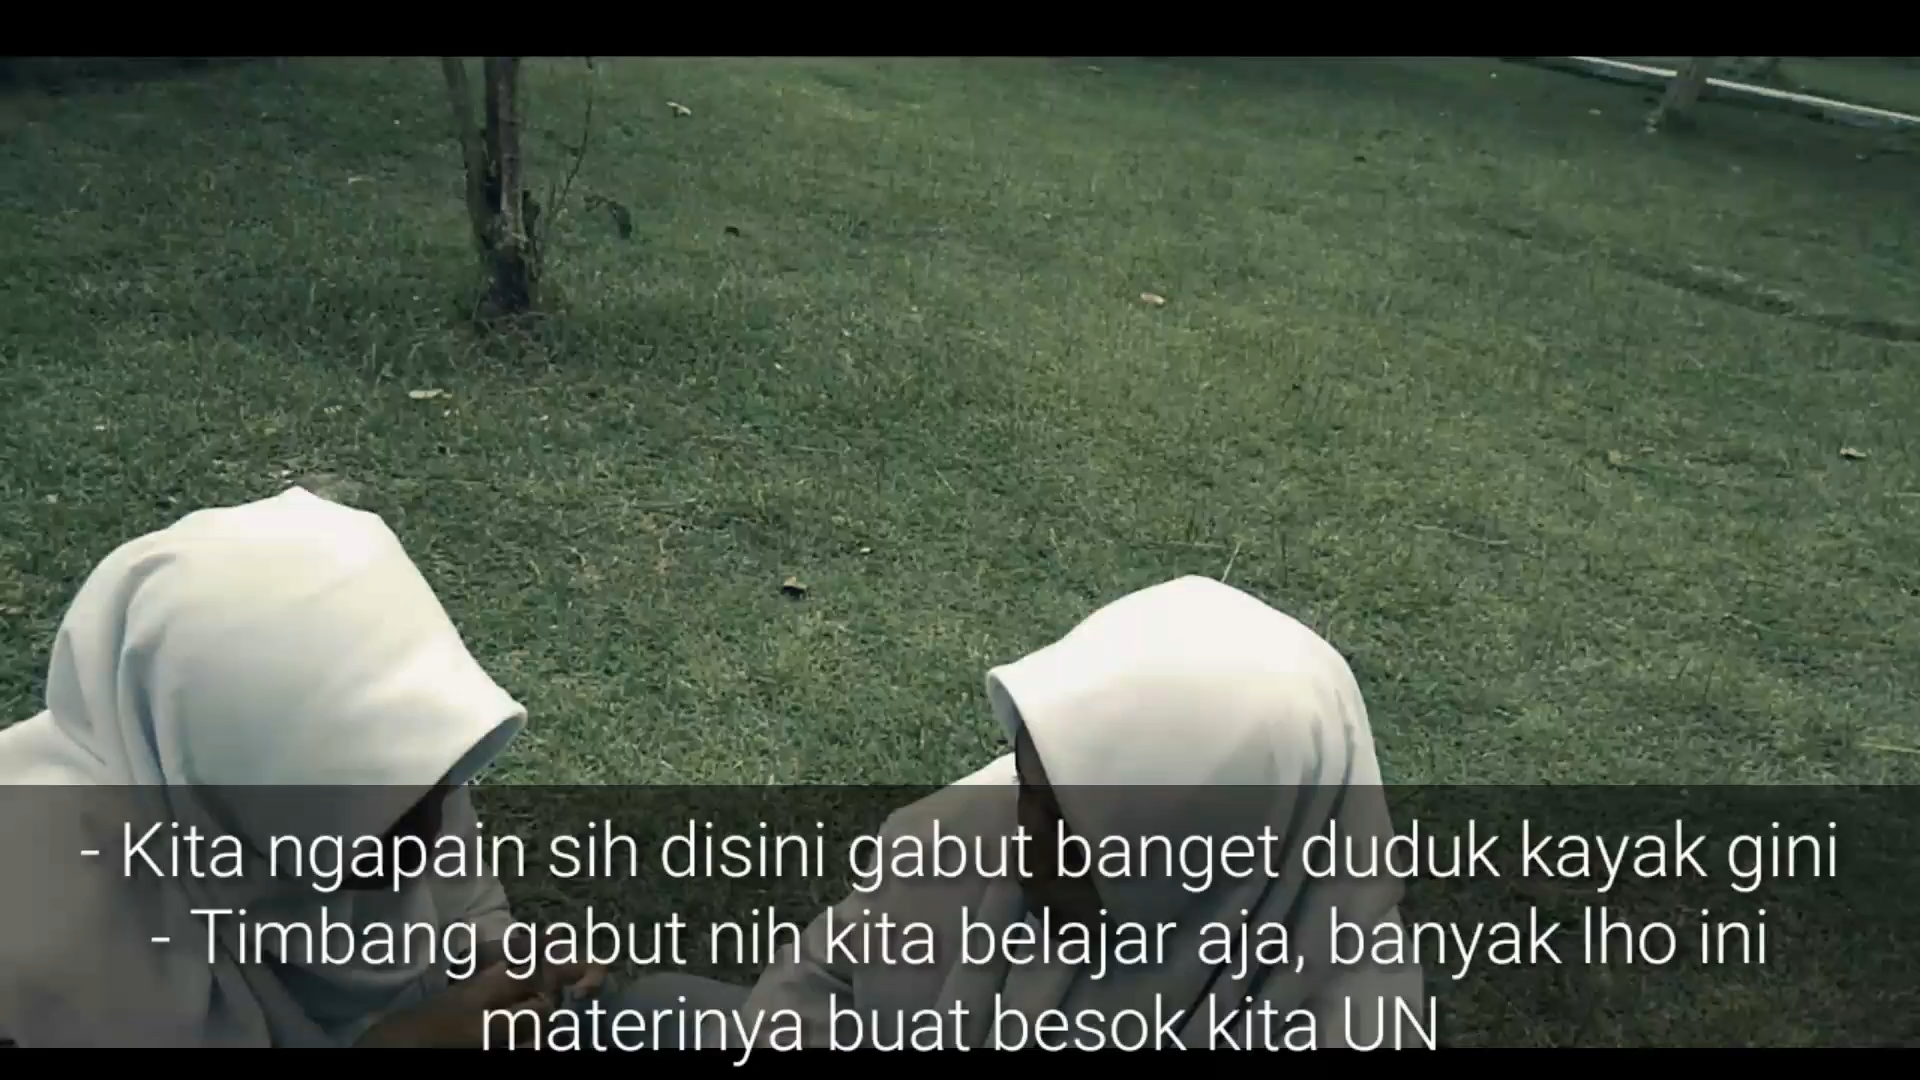 - Kita ngapain sih disini gabut banget duduk kayak gini
- Timbang gabut nih kita belajar aja, banyak lho ini
materinya buat besok kita UN